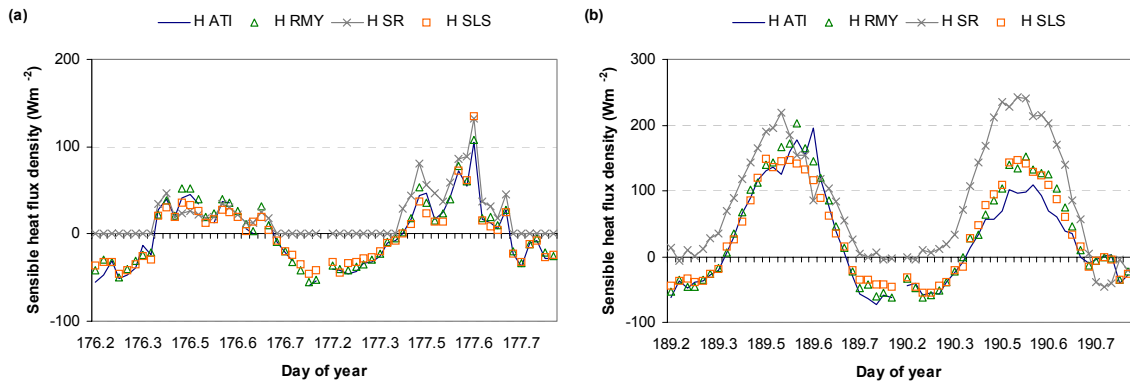 (a)
H ATI H RMY H SR H SLS
Sensible heat flux density (Wm -2)
200
100
0
-100
176.2 176.3 176.5 176.6 176.7 177.2 177.3 177.5 177.6 177.7
Day of year
(b)
H ATI H RMY H SR H SLS
Sensible heat flux density (Wm -2)
300
200
100
0
-100
189.2 189.3 189.5 189.6 189.7 190.2 190.3 190.5 190.6 190.7
Day of year